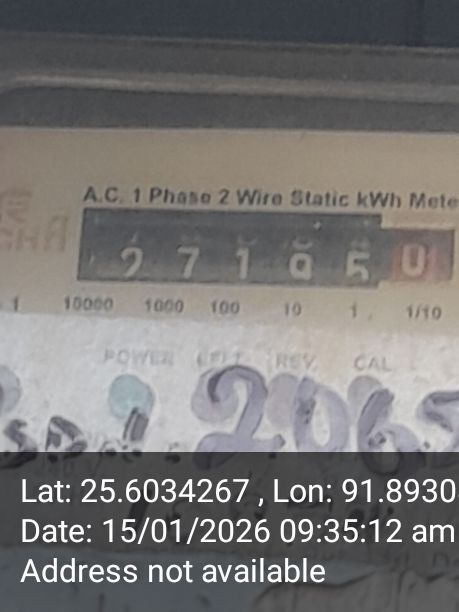 A.C. 1 Phase 2 Wire Static kWh Mete
2 7 1 9 5 0
1 10000 1000 100 10 1 1/10
POWER E.F.L.T. REV. CAL
Lat: 25.6034267 , Lon: 91.8930
Date: 15/01/2026 09:35:12 am
Address not available